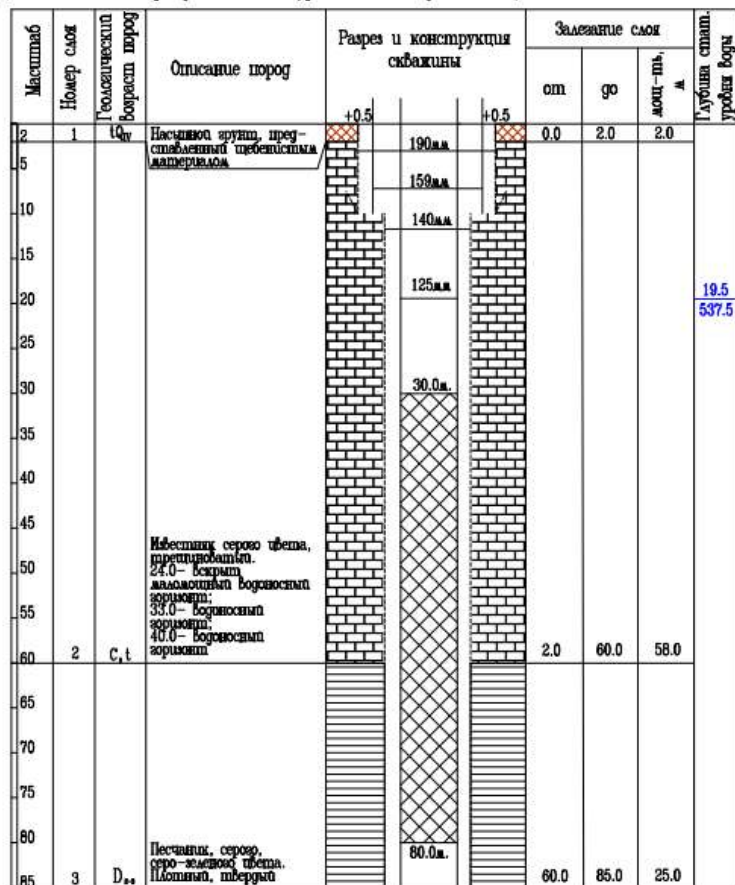 Масштаб
Номер слоя
Геологический возраст пород
Описание пород
Разрез и конструкция скважины
Залегание слоя
от
до
мощ-ть, м
Глубина стат. уровня воды
+0.5 +0.5
2 1 tQIV Насыпной грунт, пред-
ставленный щебенистым
материалом
0.0 2.0 2.0
190мм
5
159мм
10
140мм
15
125мм
20
19.5
537.5
25
30
30.0м.
35
40
45
Известняк серого цвета,
трещиноватый.
24.0- вскрыт
маломощный водоносный
горизонт;
33.0- водоносный
горизонт;
40.0- водоносный
горизонт
50
55
60 2 C,t 2.0 60.0 58.0
65
70
75
80
80.0м.
Песчаник, серого,
серо-зеленого цвета.
Плотный, твердый
85 3 D 60.0 85.0 25.0